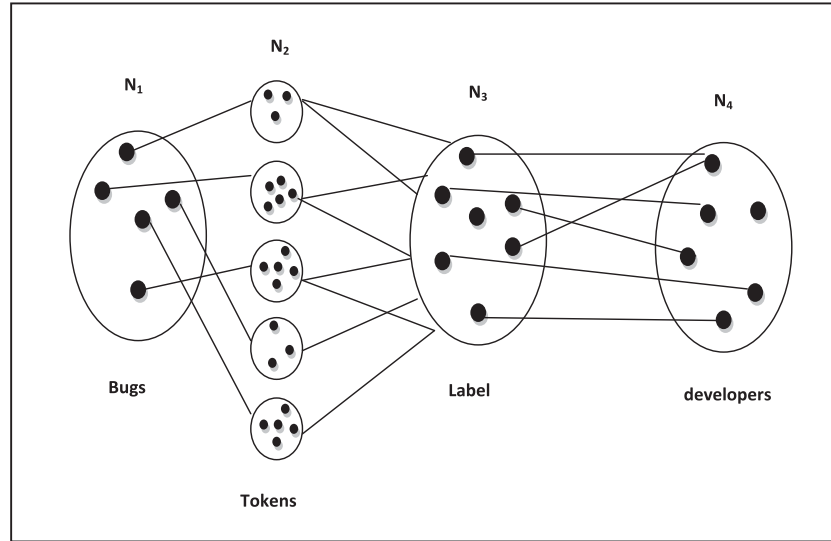 N₁
N₂
N₃
N₄
Bugs
Tokens
Label
developers